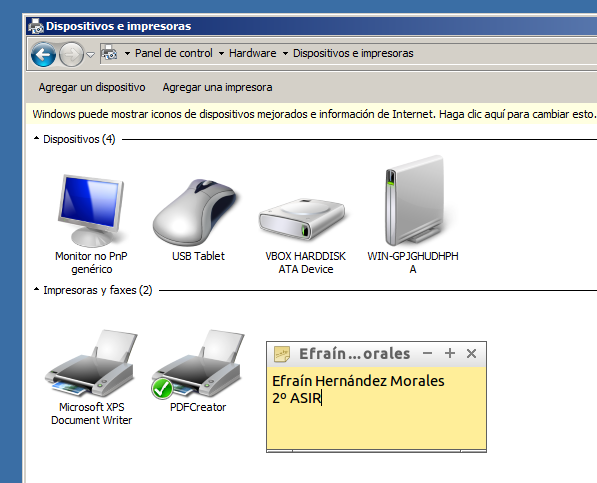 Dispositivos e impresoras
Panel de control Hardware Dispositivos e impresoras
Agregar un dispositivo Agregar una impresora
Windows puede mostrar iconos de dispositivos mejorados e información de Internet. Haga clic aquí para cambiar esto.
Dispositivos (4)
Monitor no PnP
genérico
USB Tablet
VBOX HARDDISK
ATA Device
WIN-GPJGHUDHPH
A
Impresoras y faxes (2)
Microsoft XPS
Document Writer
PDFCreator
Efraín...orales
Efraín Hernández Morales
2º ASIR